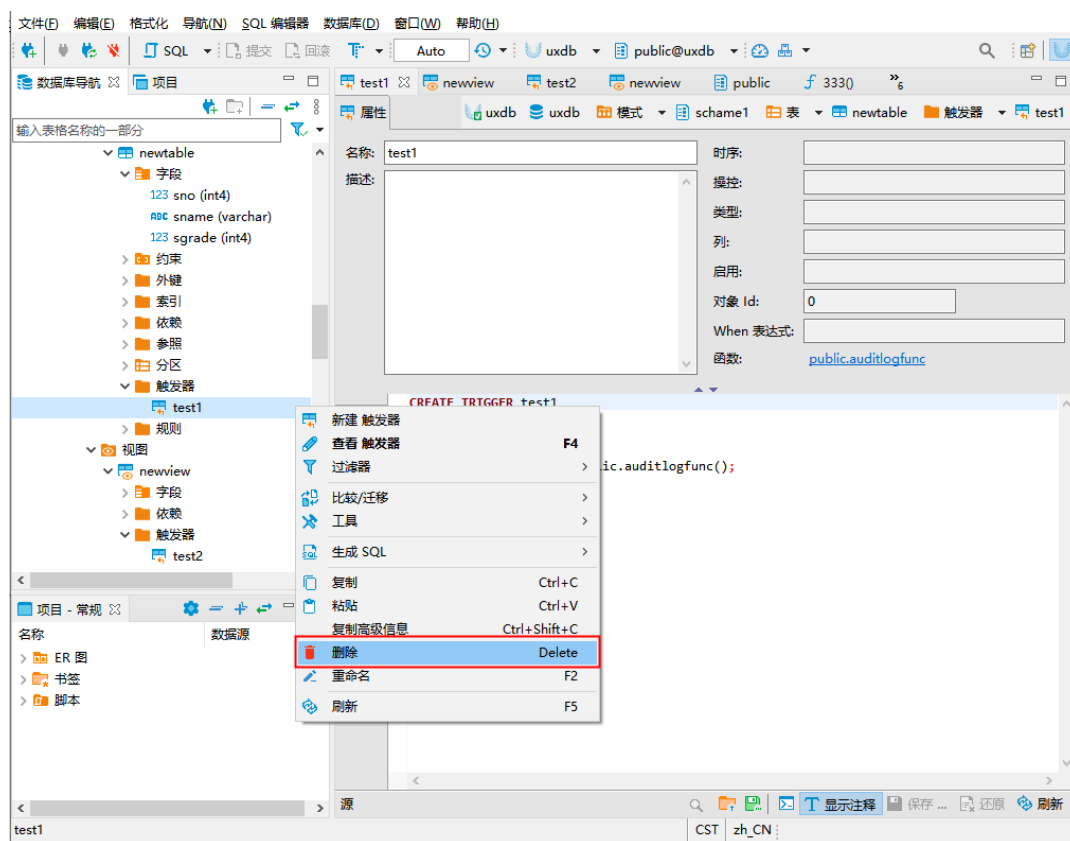 文件(F) 编辑(E) 格式化 导航(N) SQL 编辑器 数据库(D) 窗口(W) 帮助(H)
SQL 提交 回滚 Auto uxdb public@uxdb
数据库导航 项目
test1 newview test2 newview public 333() 6
输入表格名称的一部分
属性 uxdb uxdb 模式 schame1 表 newtable 触发器 test1
newtable
字段
123 sno (int4)
ABC sname (varchar)
123 sgrade (int4)
约束
外键
索引
依赖
参照
分区
触发器
test1
规则
视图
newview
字段
依赖
触发器
test2
名称: test1
描述:
时序:
操控:
类型:
列:
启用:
对象 Id: 0
When 表达式:
函数: public.auditlogfunc
CREATE TRIGGER test1
ic.auditlogfunc();
新建 触发器
查看 触发器 F4
过滤器
比较/迁移
工具
生成 SQL
复制 Ctrl+C
粘贴 Ctrl+V
复制高级信息 Ctrl+Shift+C
删除 Delete
重命名 F2
刷新 F5
项目 - 常规
名称 数据源
ER 图
书签
脚本
源 显示注释 保存 ... 还原 刷新
test1 CST zh_CN